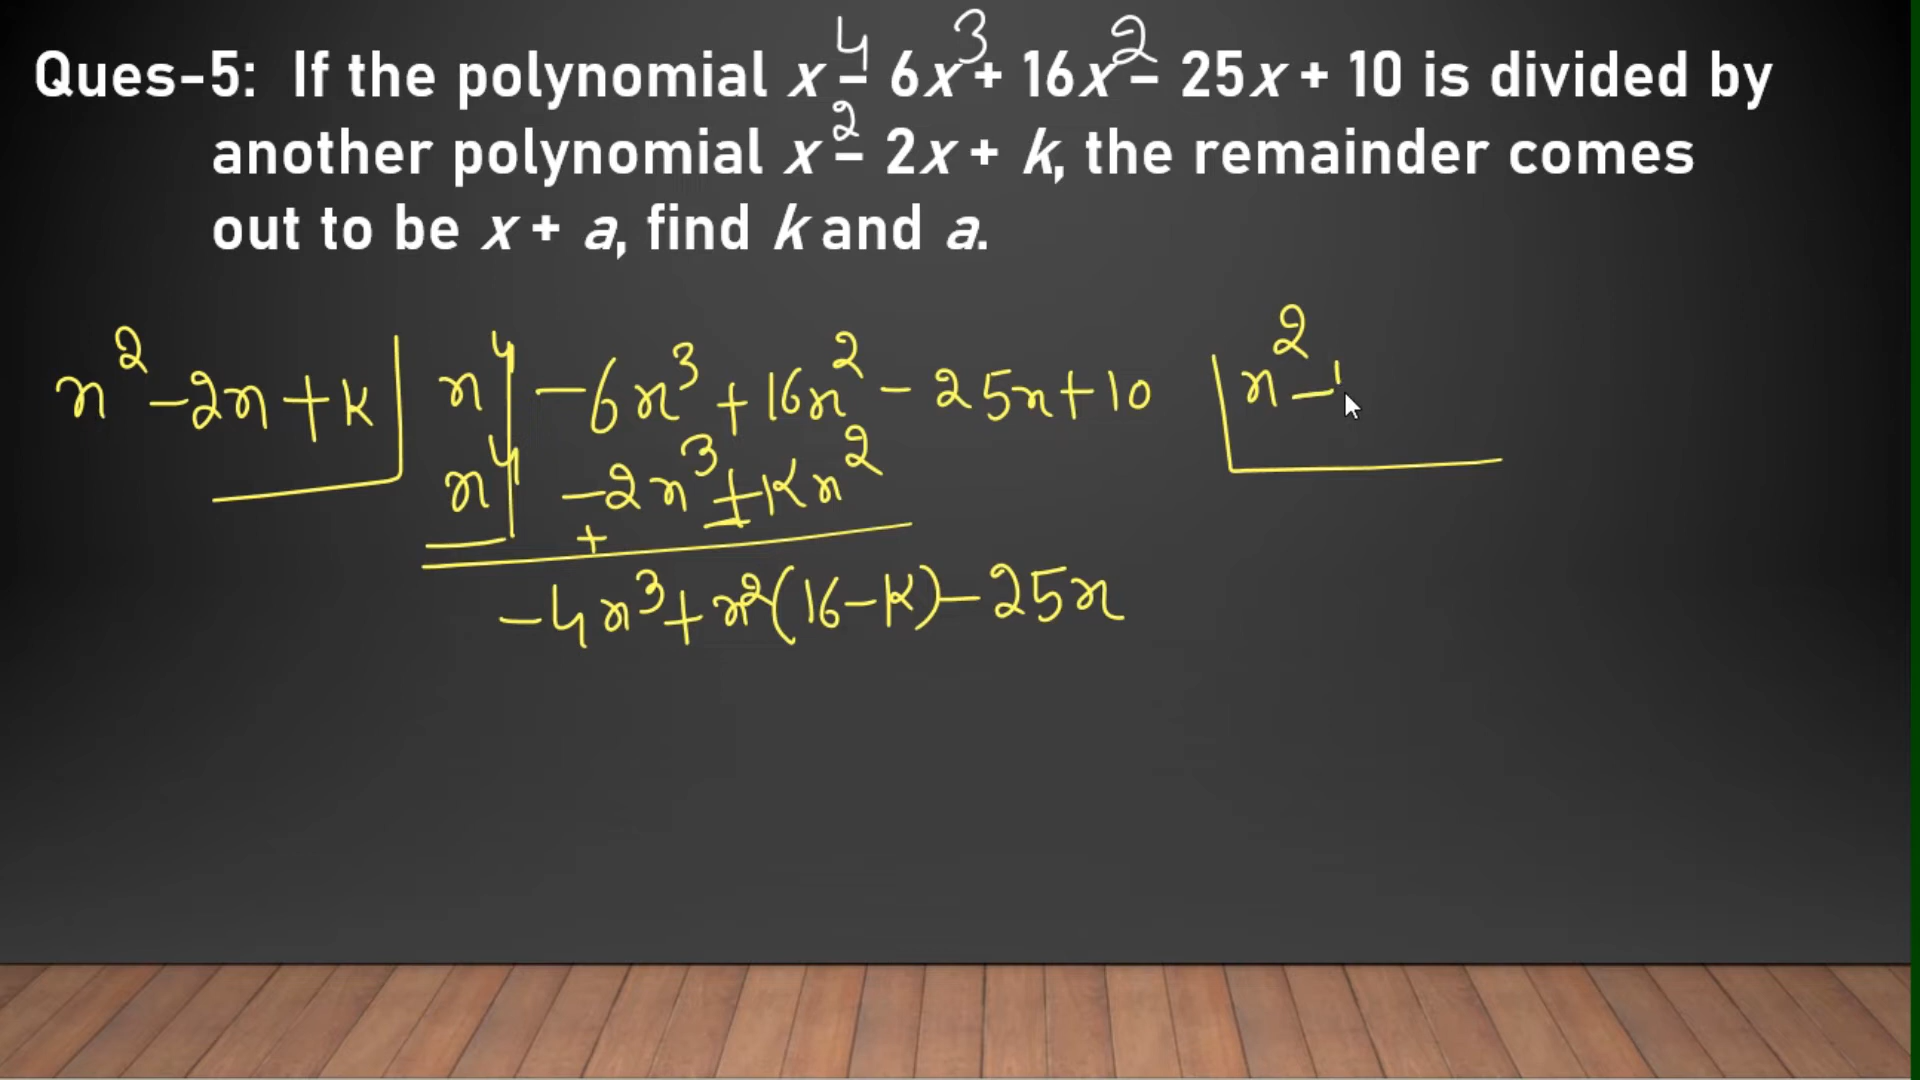 Ques-5: If the polynomial x⁴ - 6x³ + 16x² - 25x + 10 is divided by
another polynomial x² - 2x + k, the remainder comes
out to be x + a, find k and a.
x² - 2x + k | x⁴ - 6x³ + 16x² - 25x + 10 | x² -
x⁴ - 2x³ + Kx²
+ -
-4x³ + x²(16 - K) - 25x